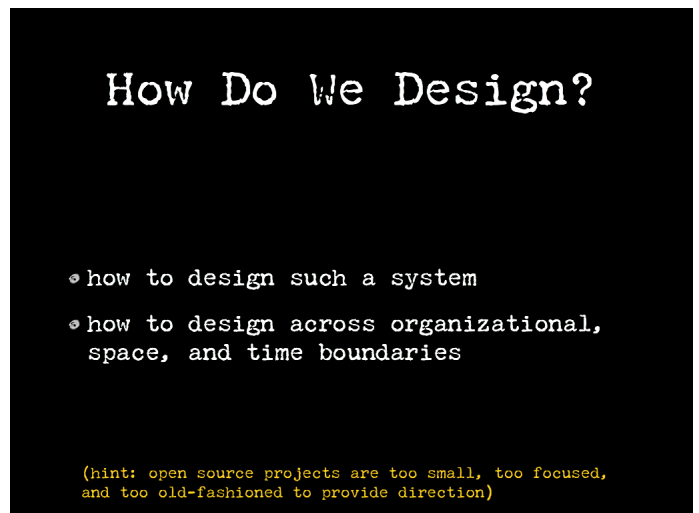 How Do We Design?
how to design such a system
how to design across organizational,
space, and time boundaries
(hint: open source projects are too small, too focused,
and too old-fashioned to provide direction)